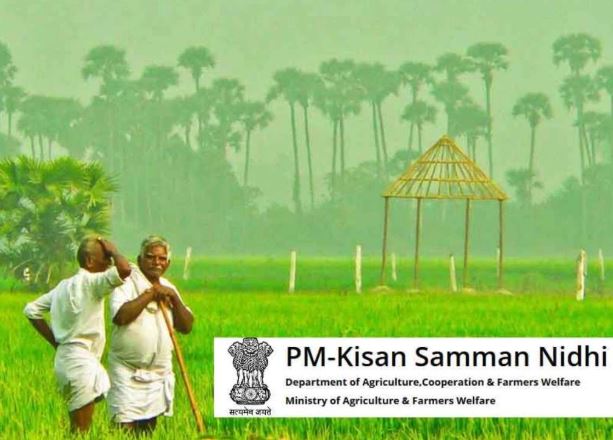 PM-Kisan Samman Nidhi
Department of Agriculture,Cooperation & Farmers Welfare
Ministry of Agriculture & Farmers Welfare
सत्यमेव जयते